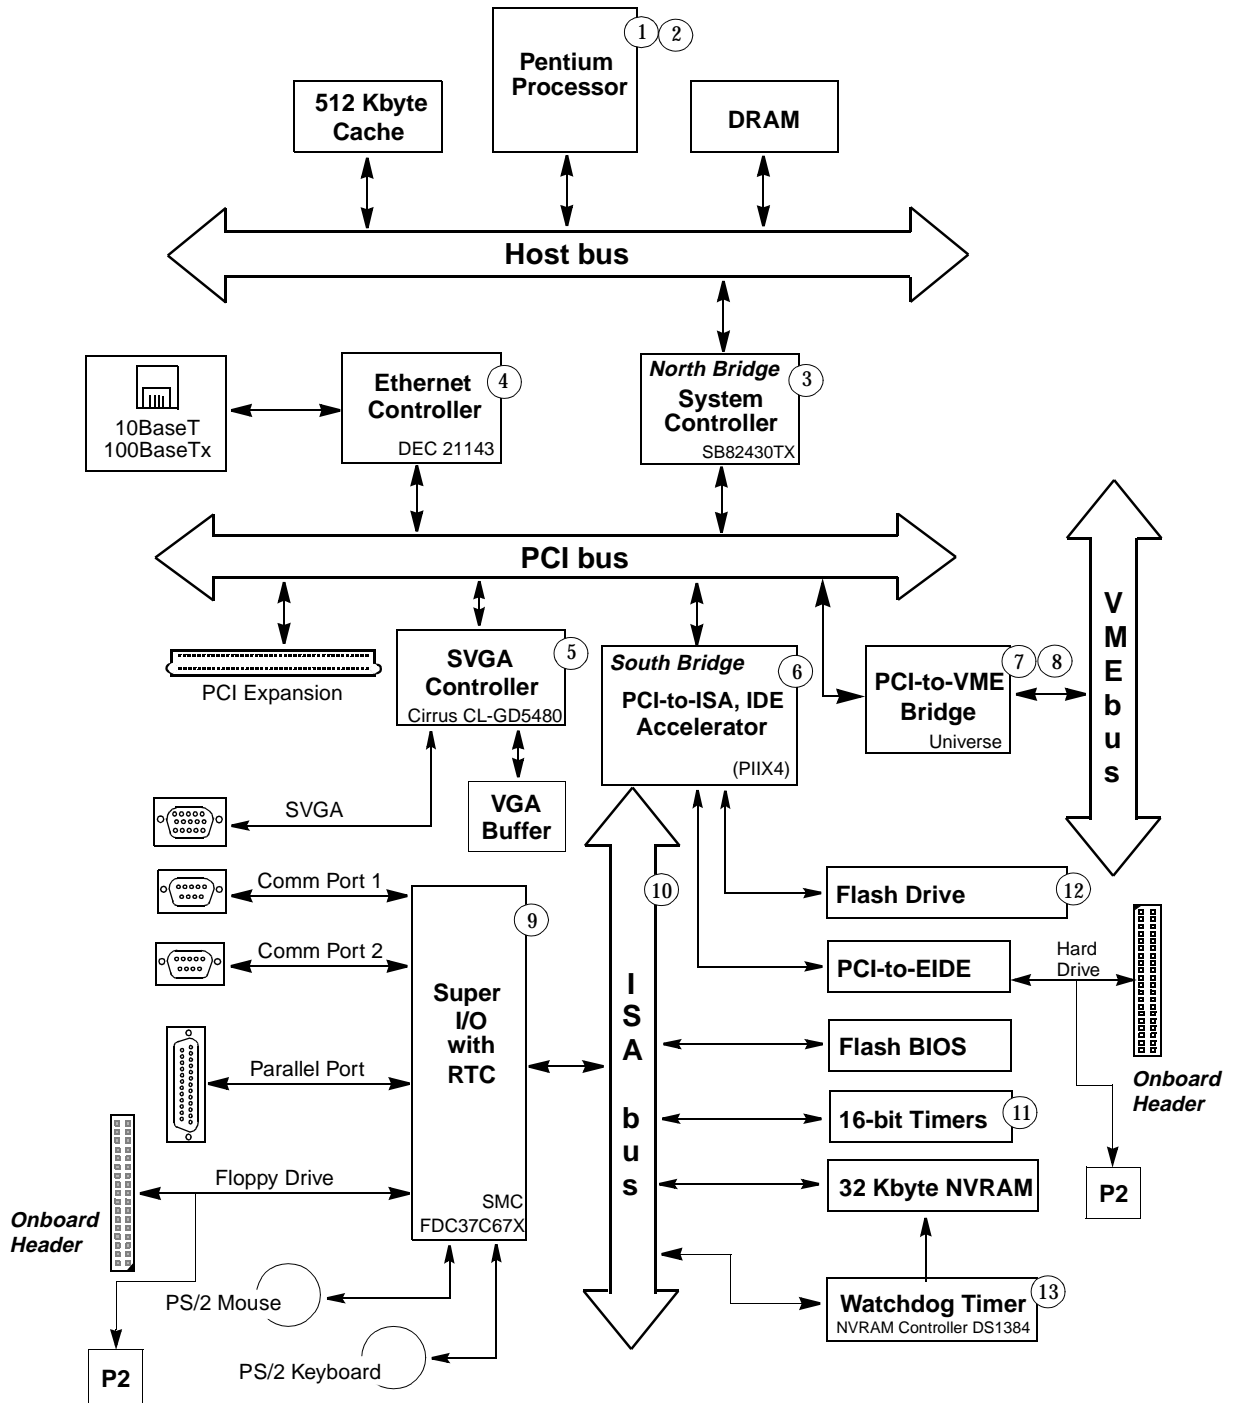 Pentium
Processor
1
2
512 Kbyte
Cache
DRAM
Host bus
10BaseT
100BaseTx
Ethernet
Controller
DEC 21143
4
North Bridge
System
Controller
SB82430TX
3
PCI bus
VMEbus
PCI Expansion
SVGA
Controller
Cirrus CL-GD5480
5
South Bridge
PCI-to-ISA, IDE
Accelerator
(PIIX4)
6
PCI-to-VME
Bridge
Universe
7
8
SVGA
VGA
Buffer
Comm Port 1
Comm Port 2
Parallel Port
Floppy Drive
Super
I/O
with
RTC
SMC
FDC37C67X
9
10
ISA bus
Flash Drive
12
PCI-to-EIDE
Hard
Drive
Flash BIOS
Onboard
Header
16-bit Timers
11
32 Kbyte NVRAM
P2
Onboard
Header
PS/2 Mouse
Watchdog Timer
NVRAM Controller DS1384
13
P2
PS/2 Keyboard